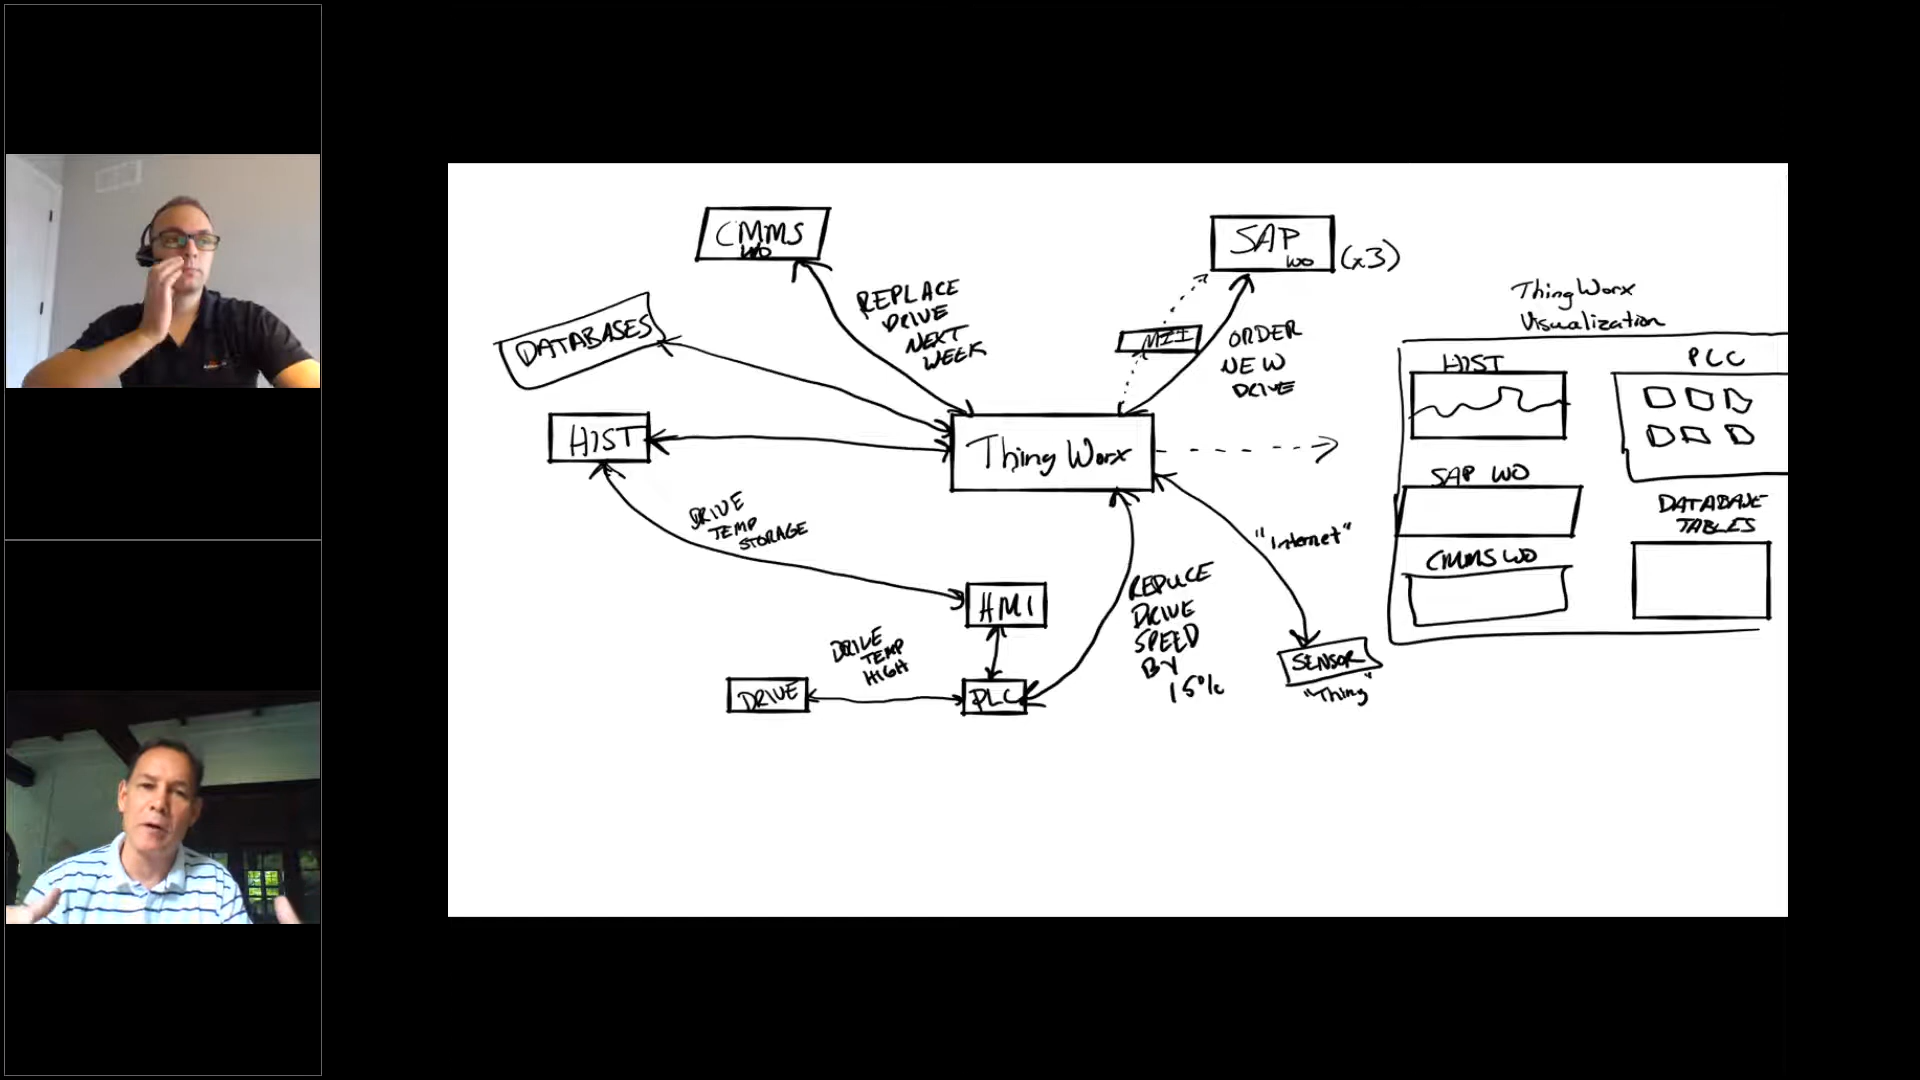 CMMS
WO
SAP
WO
(x3)
DATABASES
REPLACE
DRIVE
NEXT
WEEK
MII
ORDER
NEW
DRIVE
HIST
ThingWorx
DRIVE
TEMP
STORAGE
"Internet"
HMI
REDUCE
DRIVE
SPEED
BY
15%
DRIVE
TEMP
HIGH
DRIVE
PLC
SENSOR
"Thing"
ThingWorx
Visualization
HIST
PLC
SAP WO
DATABASE
TABLES
CMMS WO